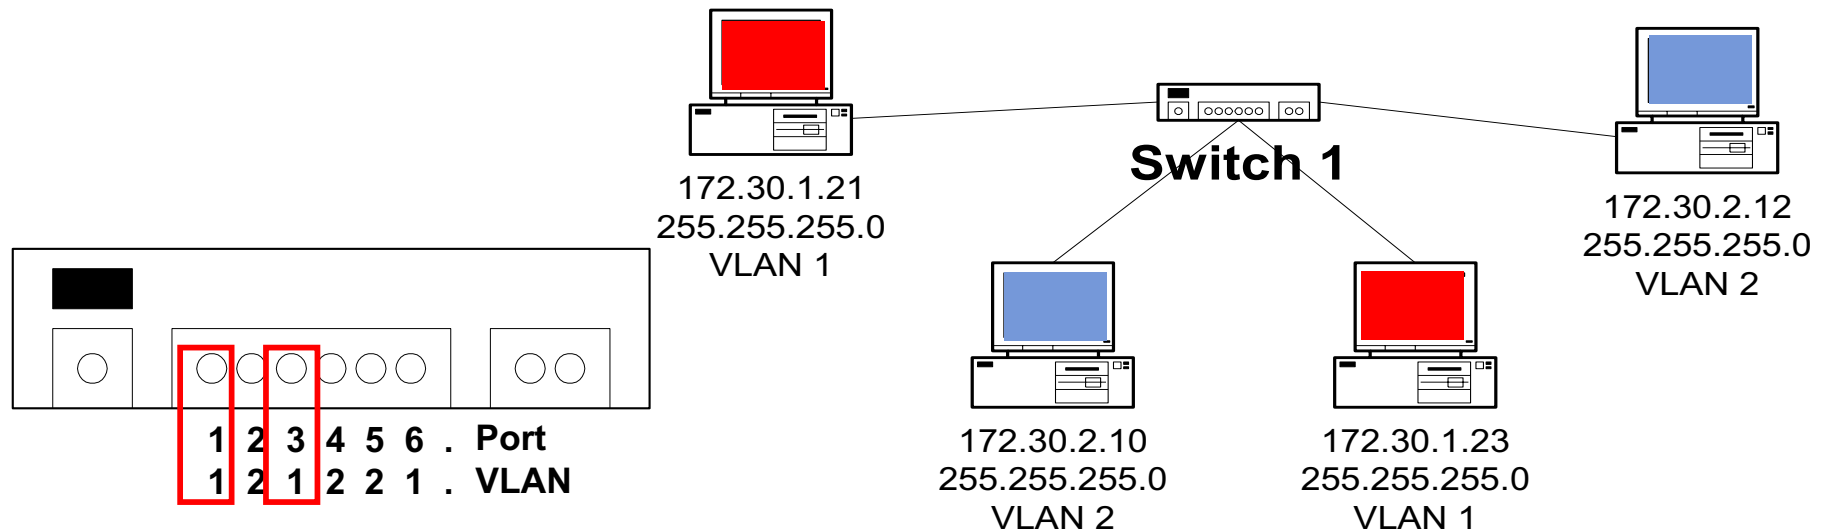 Switch 1
172.30.1.21
255.255.255.0
VLAN 1
172.30.2.12
255.255.255.0
VLAN 2
1 2 3 4 5 6 . Port
1 2 1 2 2 1 . VLAN
172.30.2.10
255.255.255.0
VLAN 2
172.30.1.23
255.255.255.0
VLAN 1